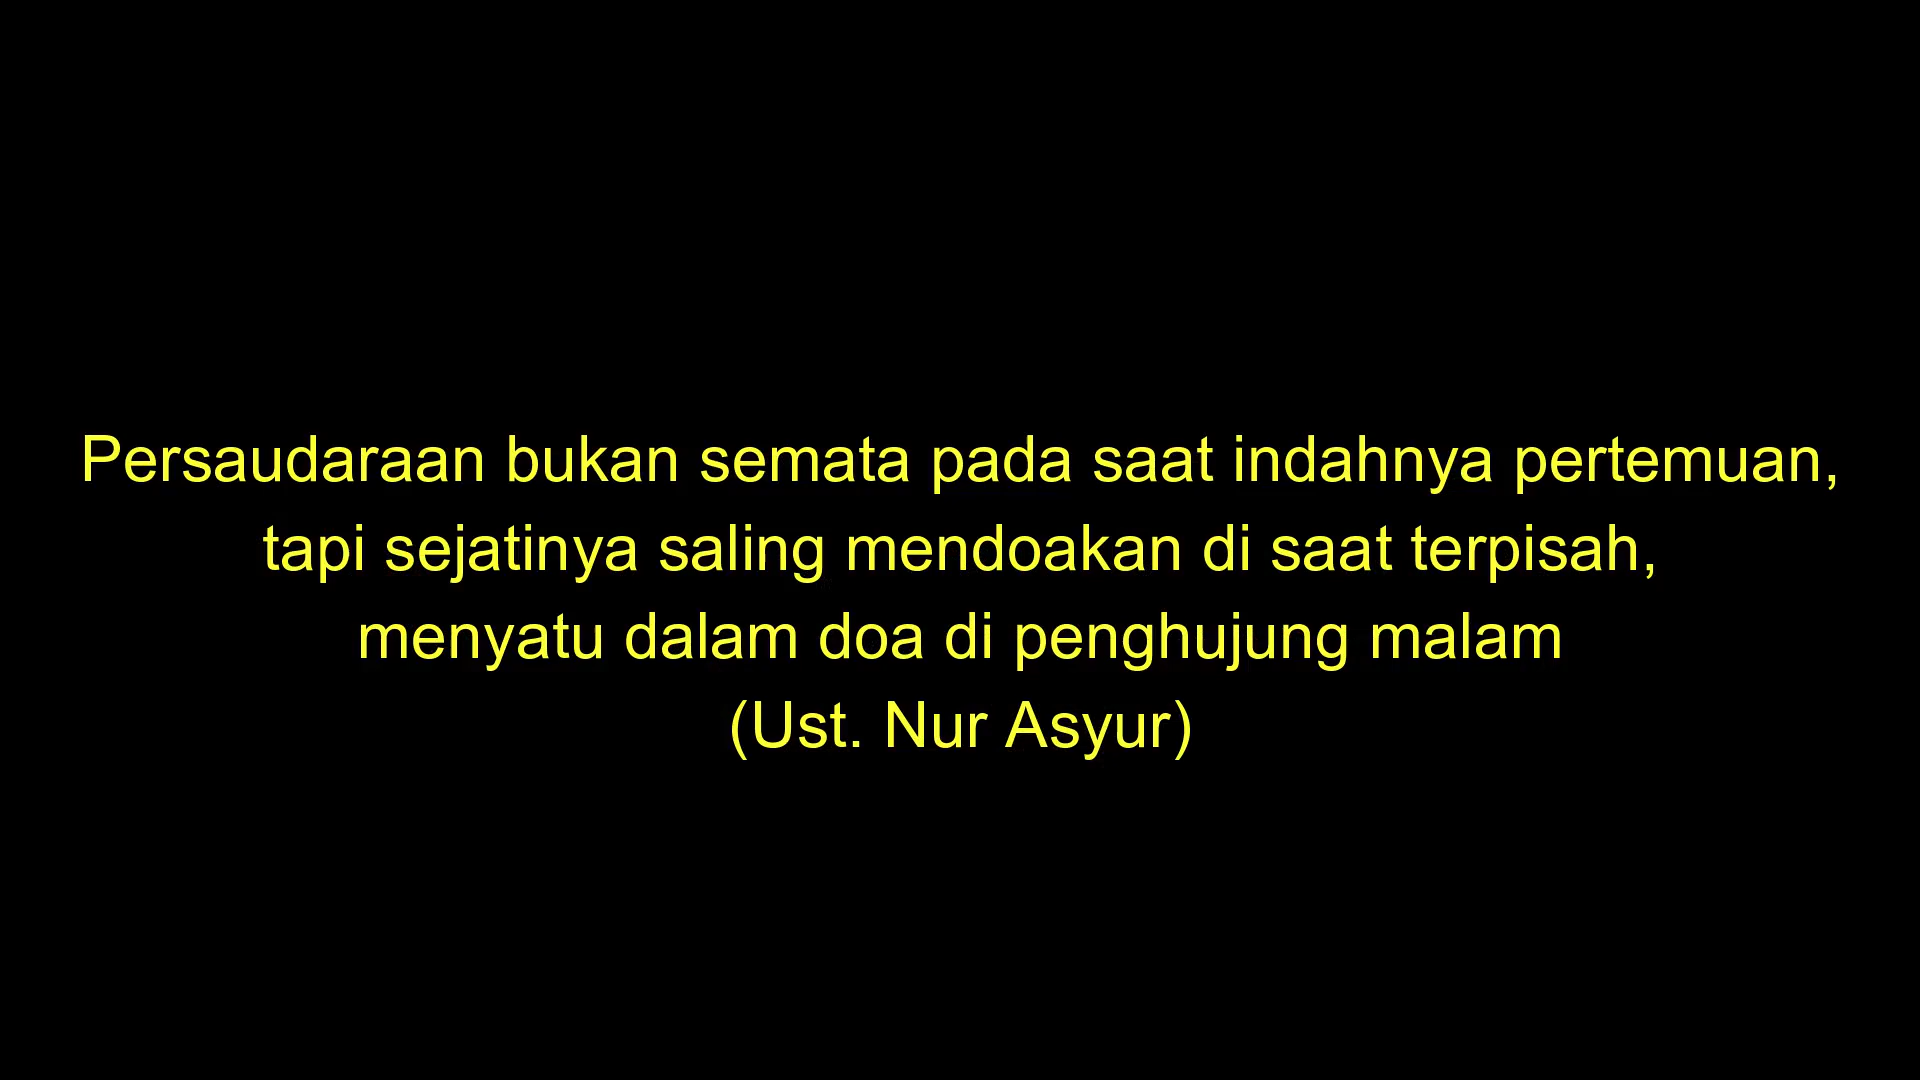 Persaudaraan bukan semata pada saat indahnya pertemuan,
tapi sejatinya saling mendoakan di saat terpisah,
menyatu dalam doa di penghujung malam
(Ust. Nur Asyur)